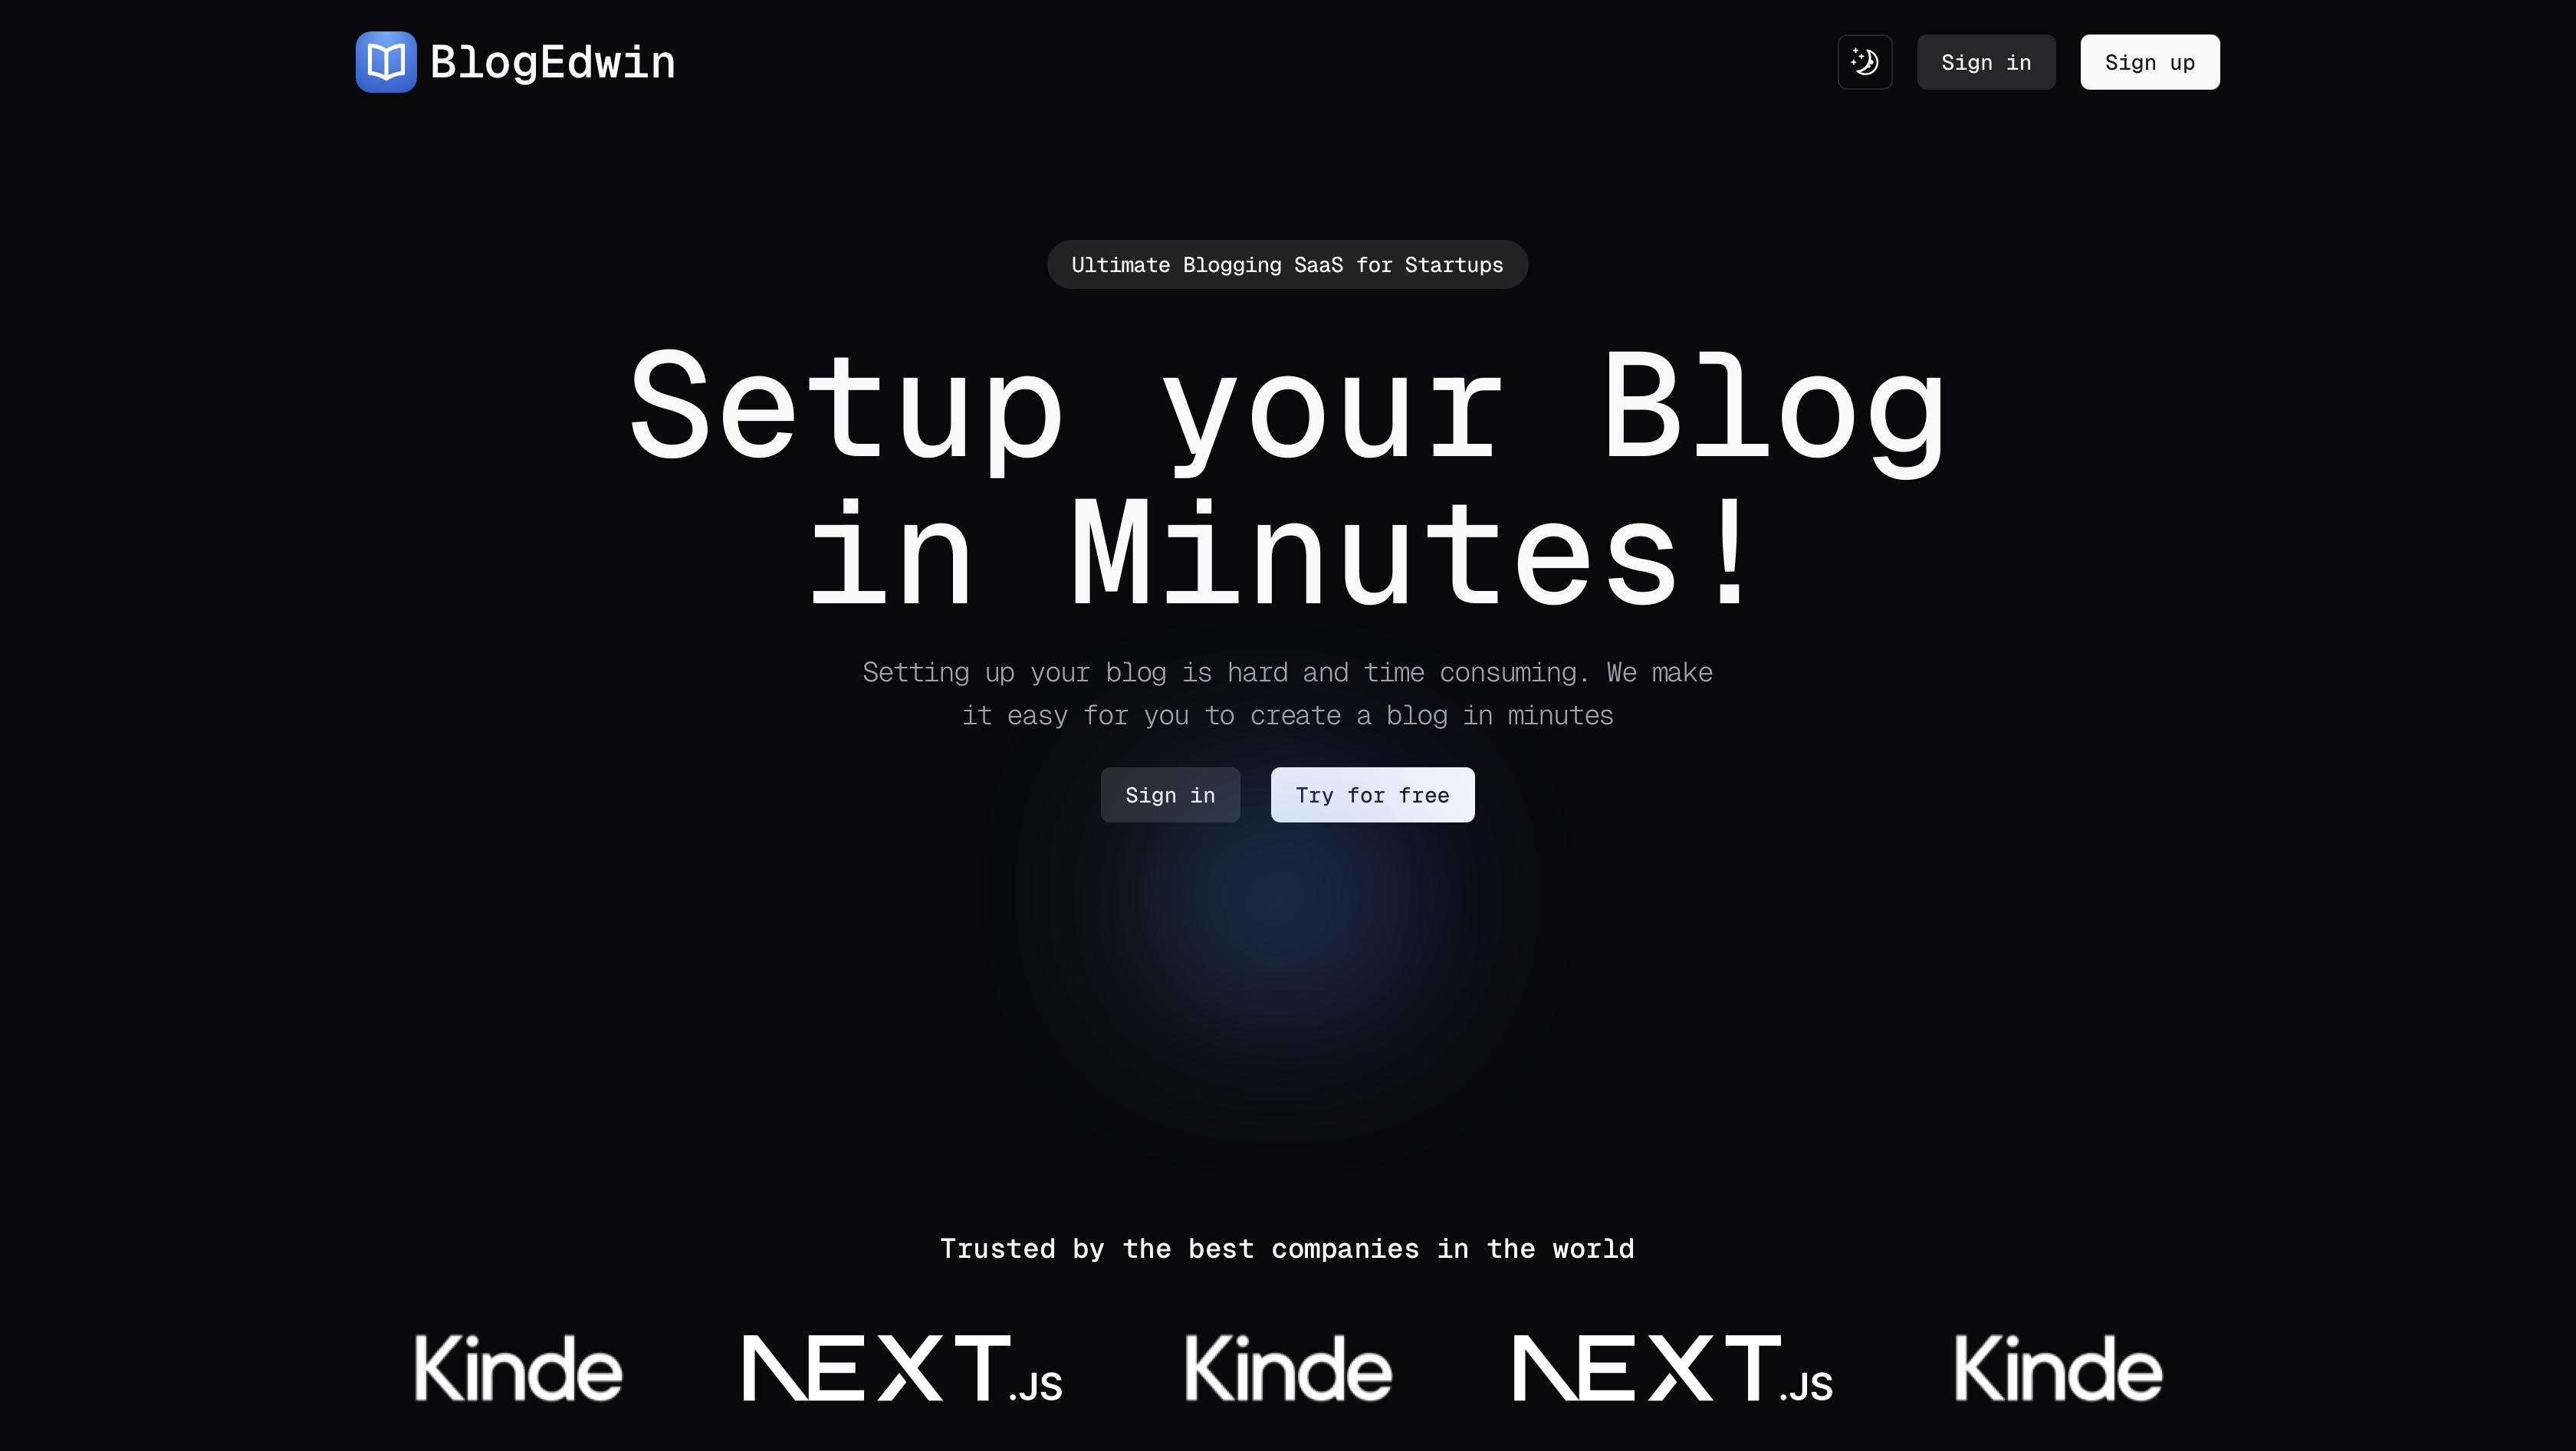 BlogEdwin
Sign in
Sign up
Ultimate Blogging SaaS for Startups
Setup your Blog
in Minutes!
Setting up your blog is hard and time consuming. We make
it easy for you to create a blog in minutes
Sign in
Try for free
Trusted by the best companies in the world
Kinde
NEXT.JS
Kinde
NEXT.JS
Kinde